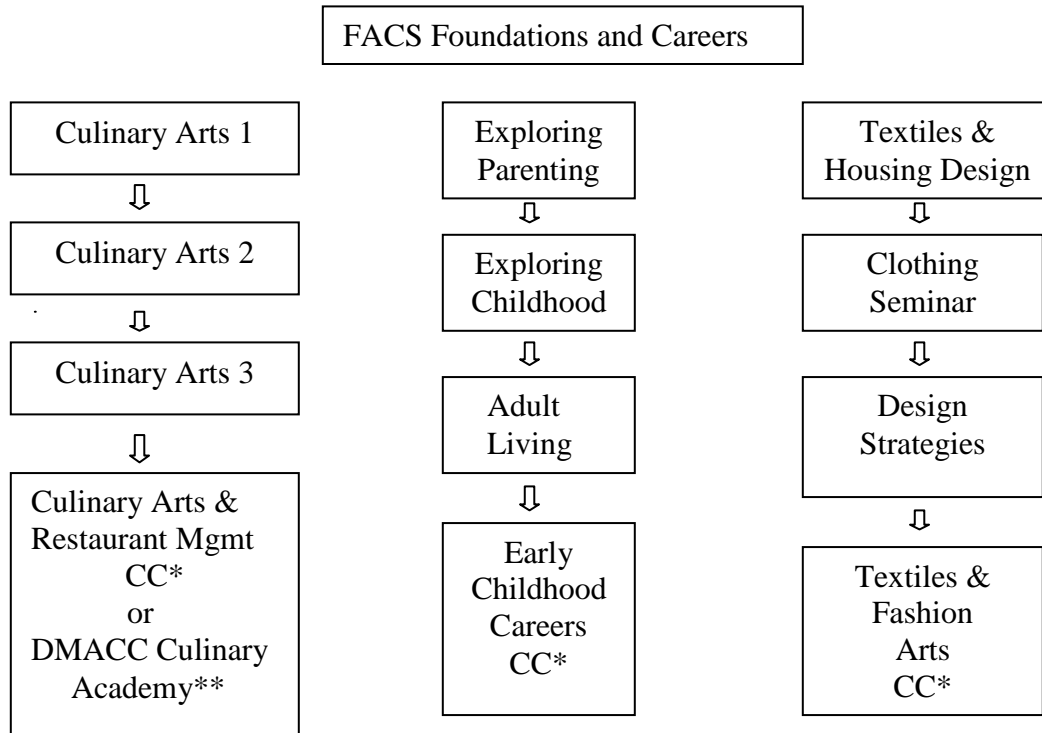 FACS Foundations and Careers
Culinary Arts 1
Culinary Arts 2
Culinary Arts 3
Culinary Arts &
Restaurant Mgmt
CC*
or
DMACC Culinary
Academy**
Exploring
Parenting
Exploring
Childhood
Adult
Living
Early
Childhood
Careers
CC*
Textiles &
Housing Design
Clothing
Seminar
Design
Strategies
Textiles &
Fashion
Arts
CC*